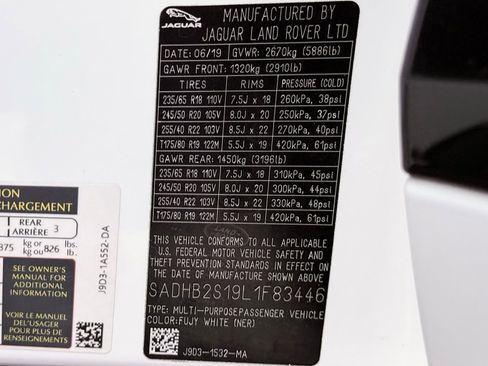 JAGUAR
MANUFACTURED BY
JAGUAR LAND ROVER LTD
DATE: 06/19 GVWR: 2670kg (5886lb)
GAWR FRONT: 1320kg (2910lb)
TIRES RIMS PRESSURE (COLD)
235/65 R18 110V 7.5J x 18 260kPa, 38psi
245/50 R20 105V 8.0J x 20 250kPa, 37psi
255/40 R22 103V 8.5J x 22 270kPa, 40psi
T175/80 R19 122M 5.5J x 19 420kPa, 61psi
GAWR REAR: 1450kg (3196lb)
235/65 R18 110V 7.5J x 18 310kPa, 45psi
245/50 R20 105V 8.0J x 20 300kPa, 44psi
255/40 R22 103V 8.5J x 22 330kPa, 48psi
T175/80 R19 122M 5.5J x 19 420kPa, 61psi
THIS VEHICLE CONFORMS TO ALL APPLICABLE
U.S. FEDERAL MOTOR VEHICLE SAFETY
STANDARDS IN EFFECT ON THE DATE OF
MANUFACTURE SHOWN ABOVE.
SADHB2S19L1F83446
TYPE: MULTI-PURPOSEPASSENGER VEHICLE
COLOR: FUJY WHITE (NER)
J9D3-1532-MA
TION
CHARGEMENT
REAR 3
ARRIÈRE
375 kg or 826 lbs.
kg ou lb.
SEE OWNER'S
MANUAL FOR
ADDITIONAL
INFORMATION
VOIR LE MANUEL
DE L'USAGER
POUR PLUS DE
RENSEIGNEMENTS
J9D3-1A552-DA